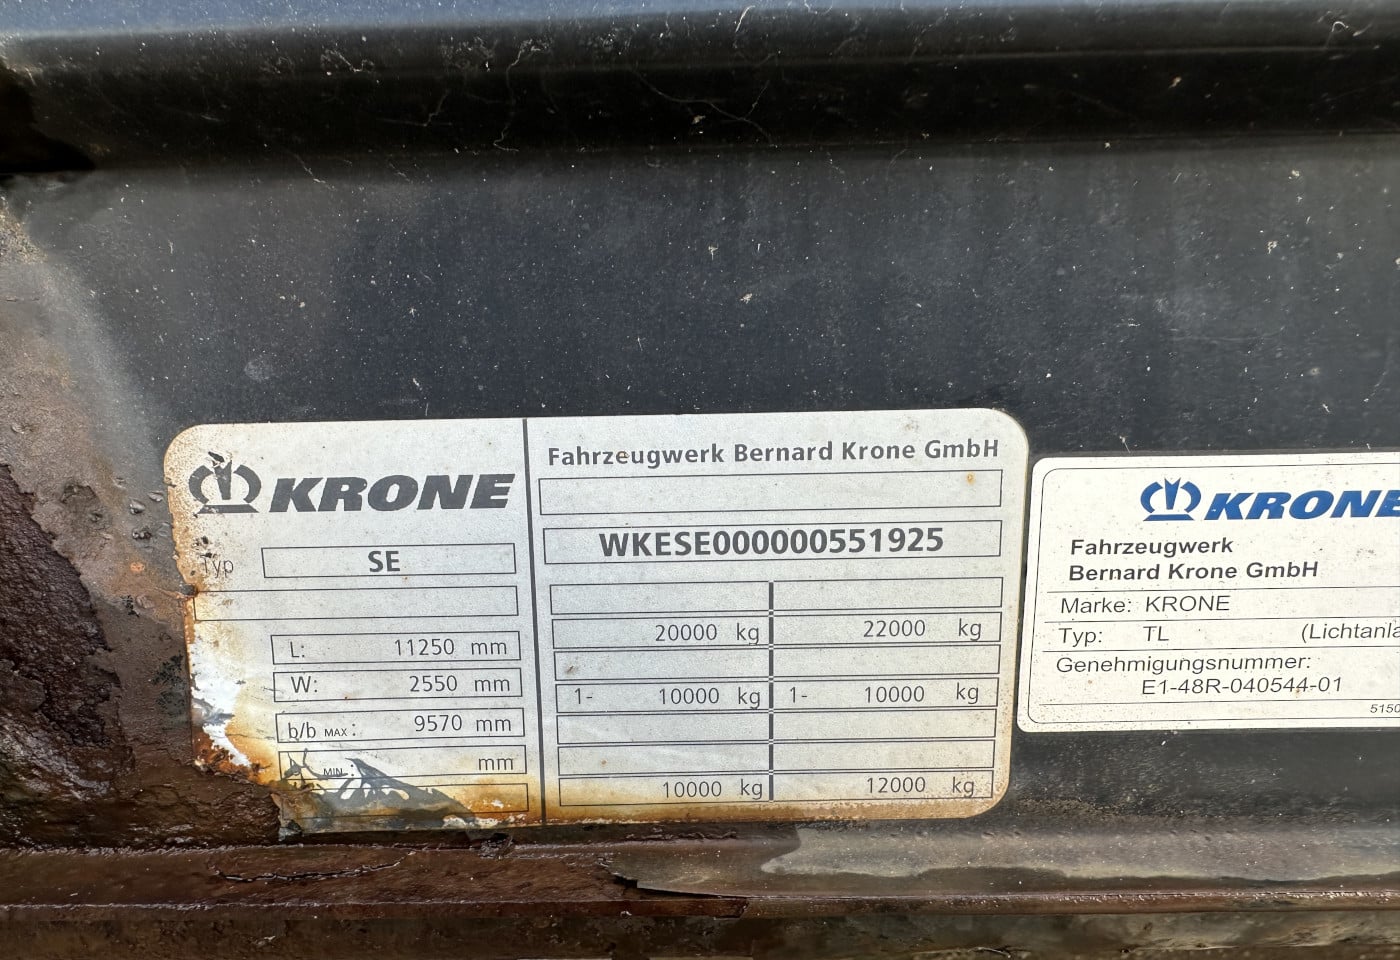 KRONE
Typ SE
L: 11250 mm
W: 2550 mm
b/b MAX: 9570 mm
MIN.: mm
Fahrzeugwerk Bernard Krone GmbH
WKESE000000551925
20000 kg 22000 kg
1- 10000 kg 1- 10000 kg
10000 kg 12000 kg
KRONE
Fahrzeugwerk
Bernard Krone GmbH
Marke: KRONE
Typ: TL (Lichtanla
Genehmigungsnummer:
E1-48R-040544-01
5150